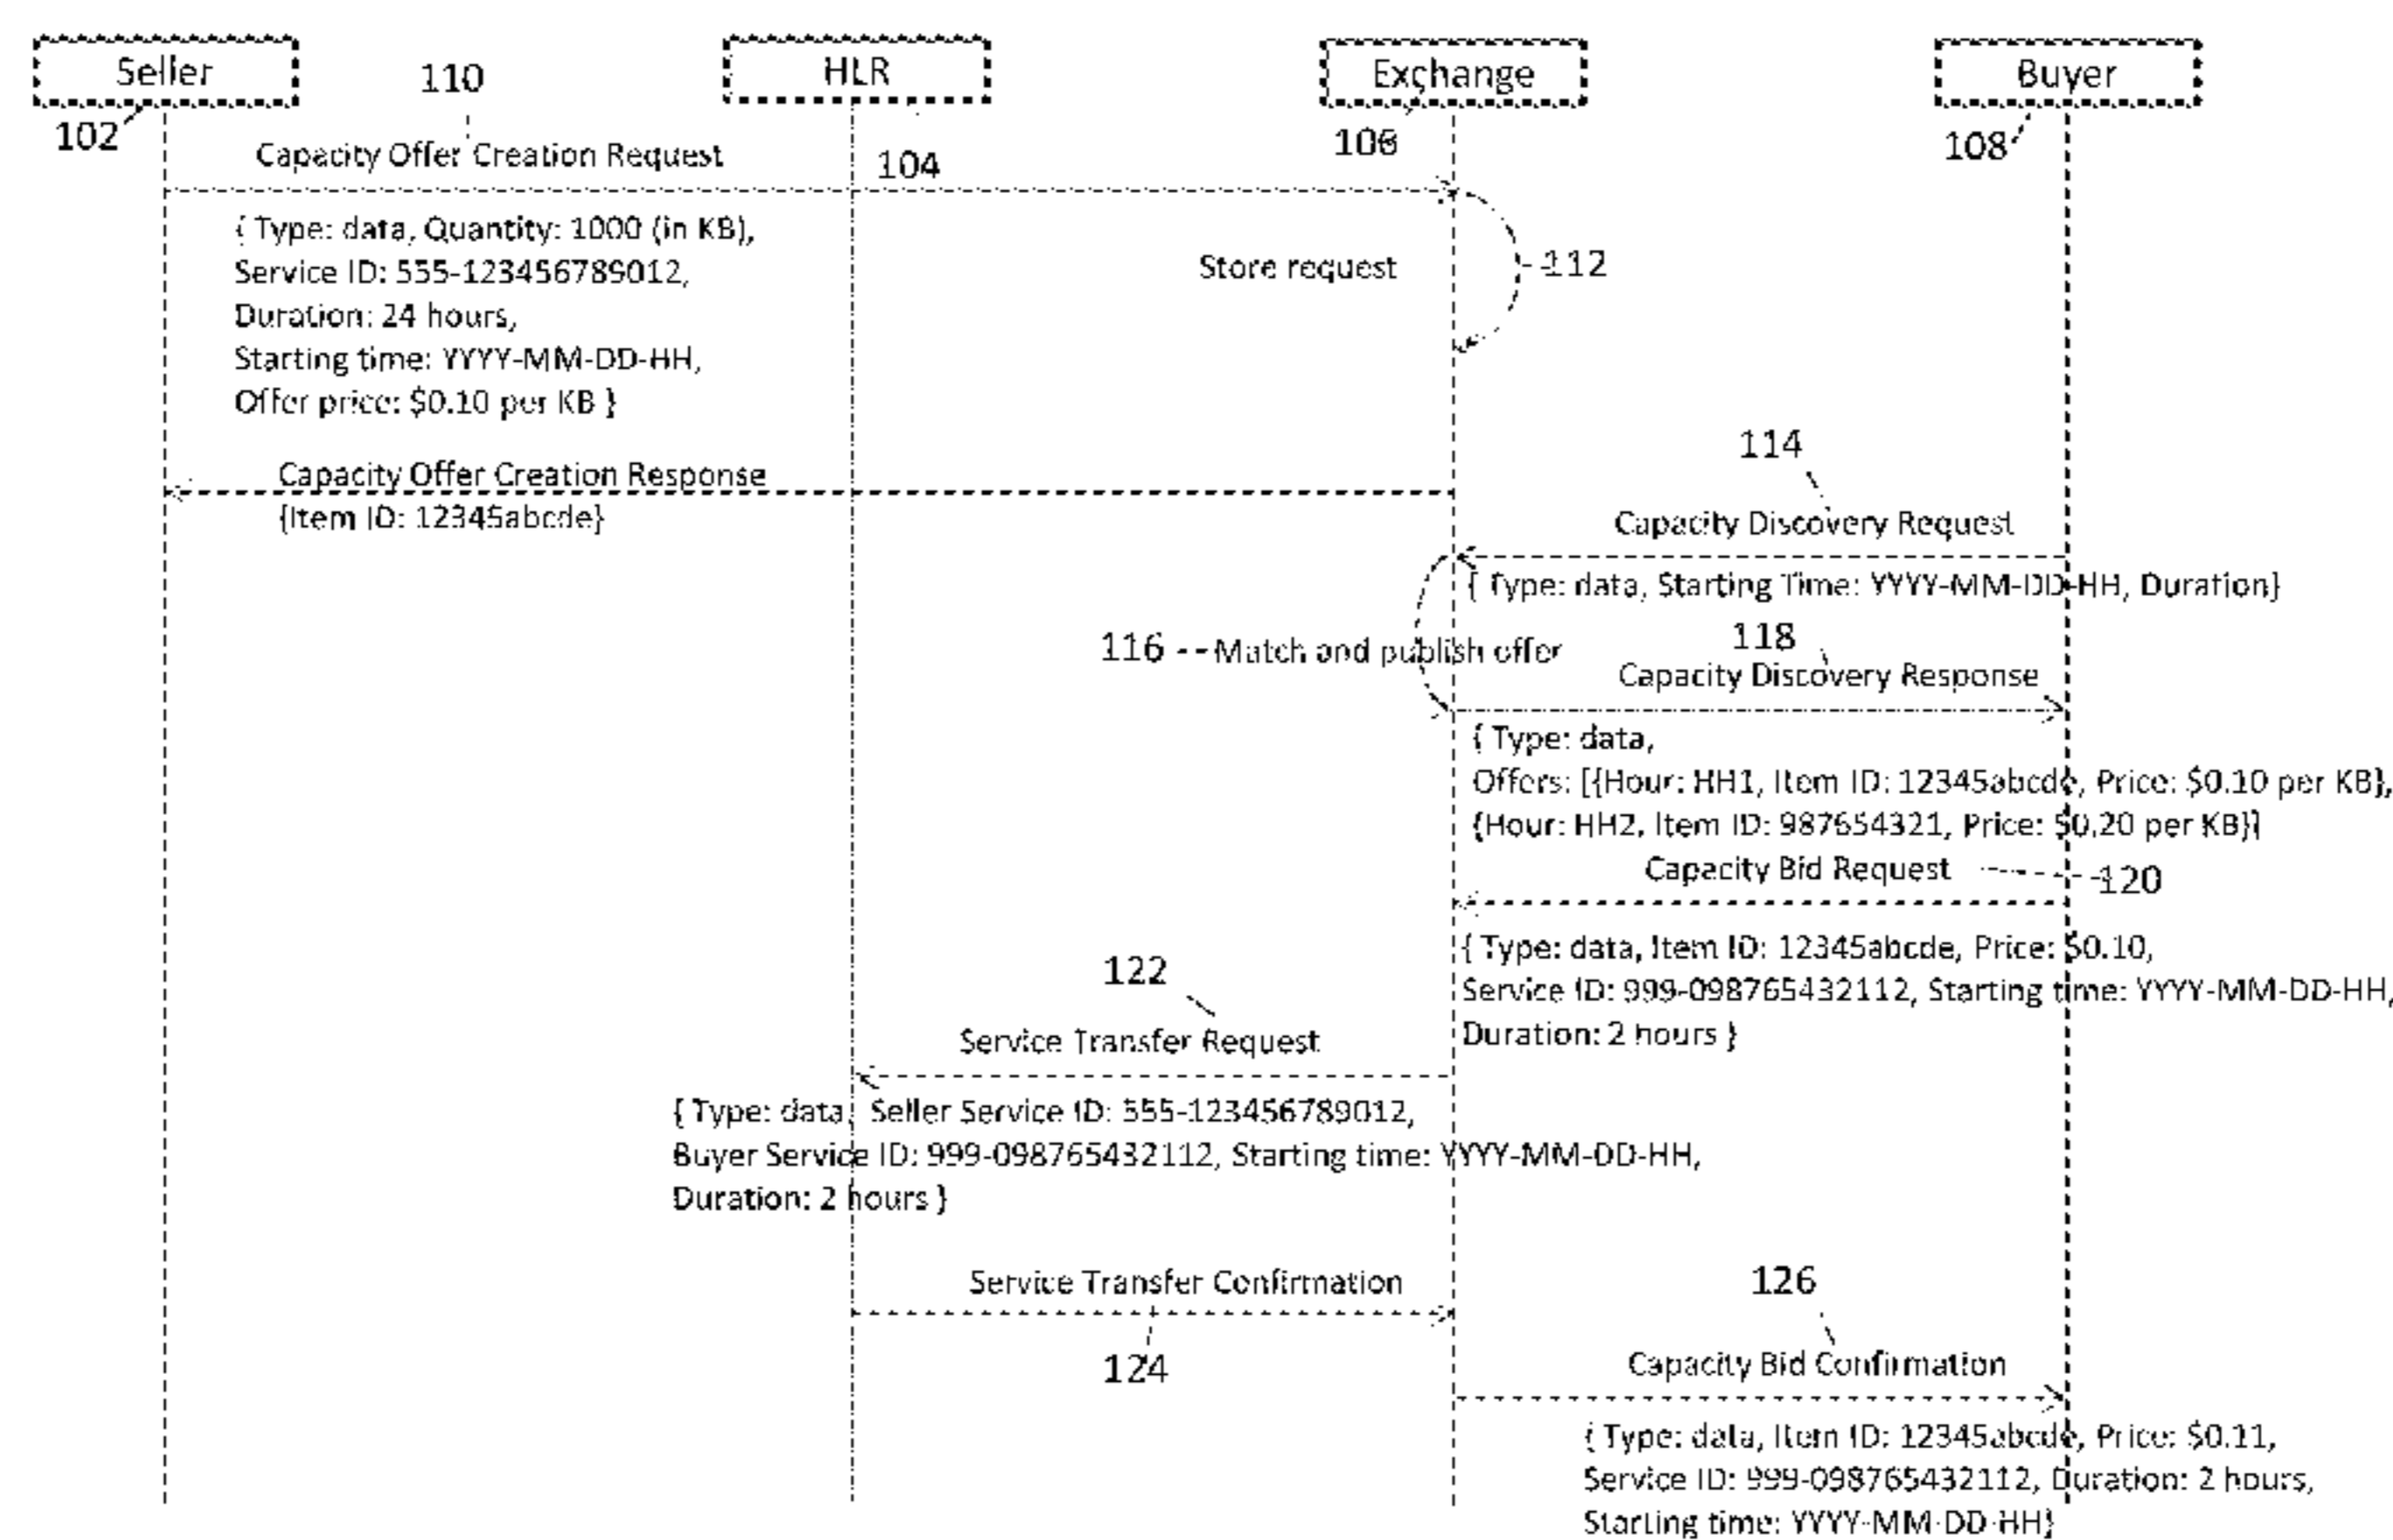 Seller
HLR
Exchange
Buyer
102
110
104
106
108
Capacity Offer Creation Request
{ Type: data, Quantity: 1000 (in KB),
Service ID: 555-123456789012,
Duration: 24 hours,
Starting time: YYYY-MM-DD-HH,
Offer price: $0.10 per KB }
Store request
112
Capacity Offer Creation Response
{Item ID: 12345abcde}
114
Capacity Discovery Request
{ Type: data, Starting Time: YYYY-MM-DD-HH, Duration}
116
Match and publish offer
118
Capacity Discovery Response
{ Type: data,
Offers: [{Hour: HH1, Item ID: 12345abcde, Price: $0.10 per KB},
{Hour: HH2, Item ID: 987654321, Price: $0.20 per KB}]
Capacity Bid Request
120
{ Type: data, Item ID: 12345abcde, Price: $0.10,
Service ID: 999-098765432112, Starting time: YYYY-MM-DD-HH,
Duration: 2 hours }
122
Service Transfer Request
{ Type: data, Seller Service ID: 555-123456789012,
Buyer Service ID: 999-098765432112, Starting time: YYYY-MM-DD-HH,
Duration: 2 hours }
Service Transfer Confirmation
124
126
Capacity Bid Confirmation
{ Type: data, Item ID: 12345abcde, Price: $0.11,
Service ID: 999-098765432112, Duration: 2 hours,
Starting time: YYYY-MM-DD-HH}